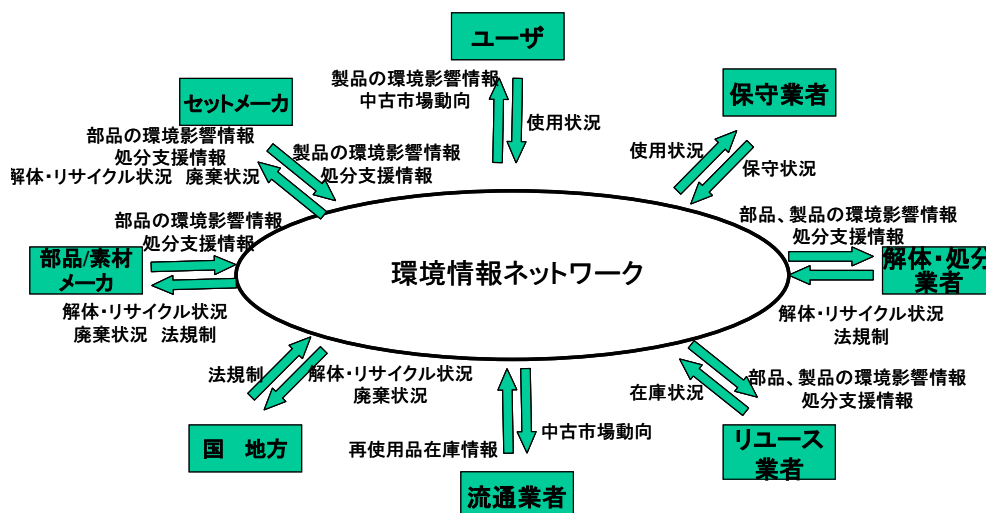 ユーザ
製品の環境影響情報
中古市場動向
使用状況
セットメーカ
部品の環境影響情報
処分支援情報
解体・リサイクル状況 廃棄状況
製品の環境影響情報
処分支援情報
保守業者
使用状況
保守状況
部品の環境影響情報
処分支援情報
部品/素材
メーカ
解体・リサイクル状況
廃棄状況 法規制
環境情報ネットワーク
部品、製品の環境影響情報
処分支援情報
解体・処分
業者
解体・リサイクル状況
法規制
法規制
解体・リサイクル状況
廃棄状況
国 地方
再使用品在庫情報
中古市場動向
流通業者
在庫状況
部品、製品の環境影響情報
処分支援情報
リユース
業者